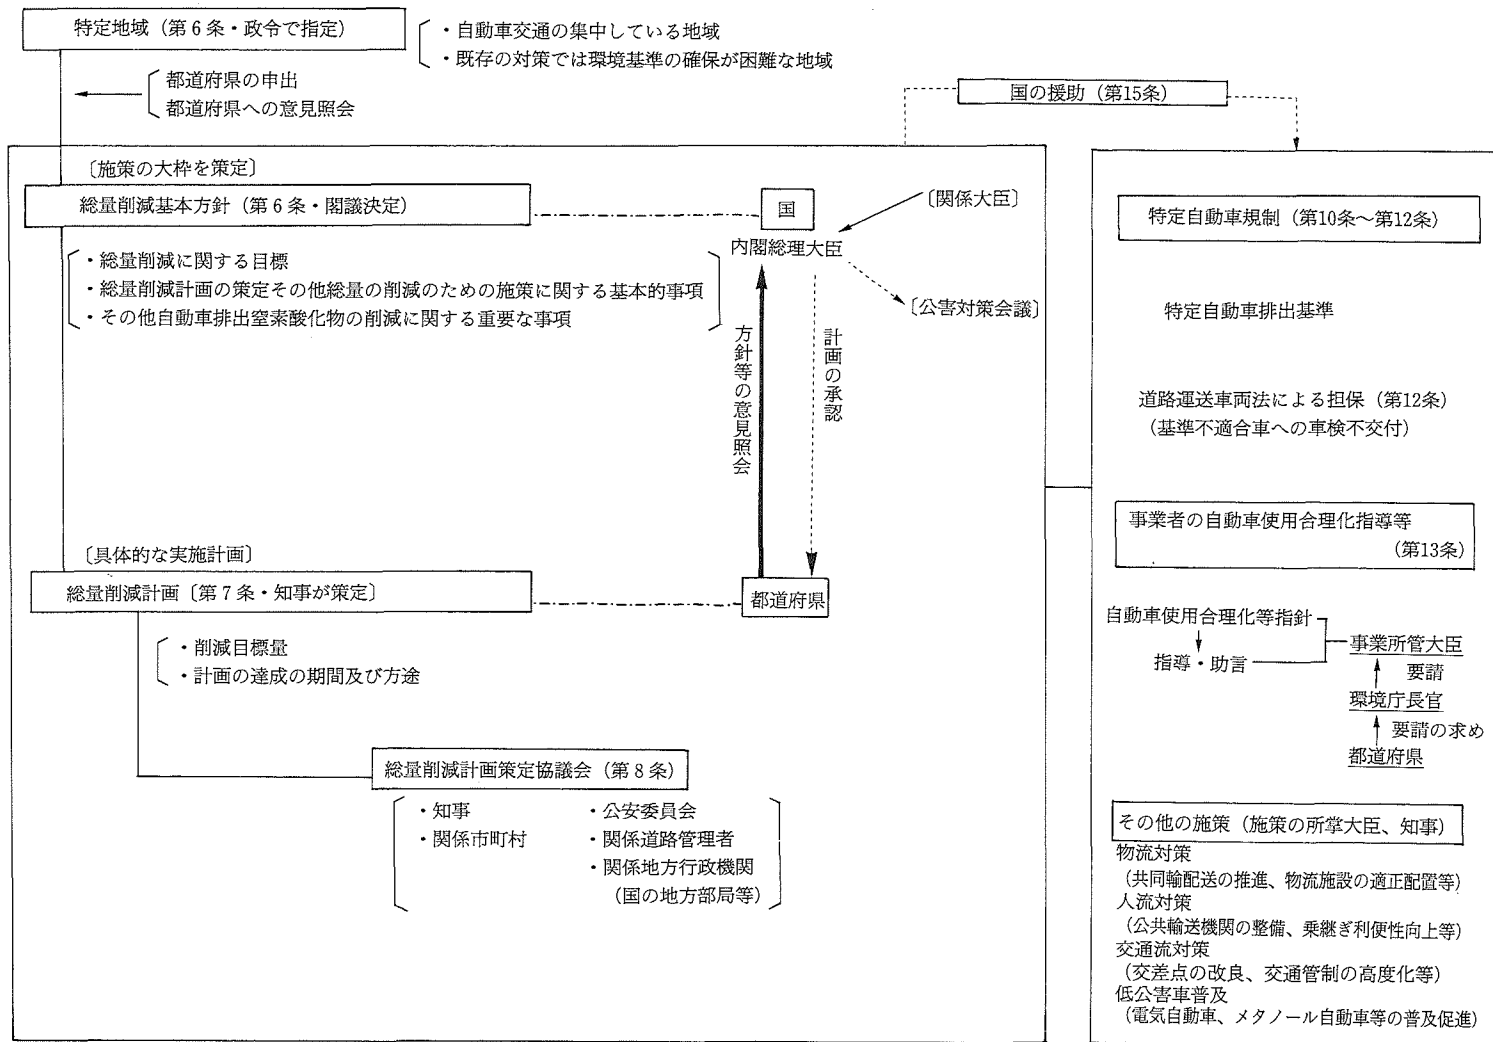 特定地域（第６条・政令で指定）
・自動車交通の集中している地域
・既存の対策では環境基準の確保が困難な地域
都道府県の申出
都道府県への意見照会
国の援助（第15条）
〔施策の大枠を策定〕
総量削減基本方針（第６条・閣議決定）
国
〔関係大臣〕
内閣総理大臣
・総量削減に関する目標
・総量削減計画の策定その他総量の削減のための施策に関する基本的事項
・その他自動車排出窒素酸化物の削減に関する重要な事項
〔公害対策会議〕
方針等の意見照会
計画の承認
〔具体的な実施計画〕
総量削減計画〔第７条・知事が策定〕
都道府県
・削減目標量
・計画の達成の期間及び方途
総量削減計画策定協議会（第８条）
・知事
・関係市町村
・公安委員会
・関係道路管理者
・関係地方行政機関
（国の地方部局等）
特定自動車規制（第10条〜第12条）
特定自動車排出基準
道路運送車両法による担保（第12条）
（基準不適合車への車検不交付）
事業者の自動車使用合理化指導等
（第13条）
自動車使用合理化等指針
指導・助言
事業所管大臣
要請
環境庁長官
要請の求め
都道府県
その他の施策（施策の所掌大臣、知事）
物流対策
（共同輸配送の推進、物流施設の適正配置等）
人流対策
（公共輸送機関の整備、乗継ぎ利便性向上等）
交通流対策
（交差点の改良、交通管制の高度化等）
低公害車普及
（電気自動車、メタノール自動車等の普及促進）